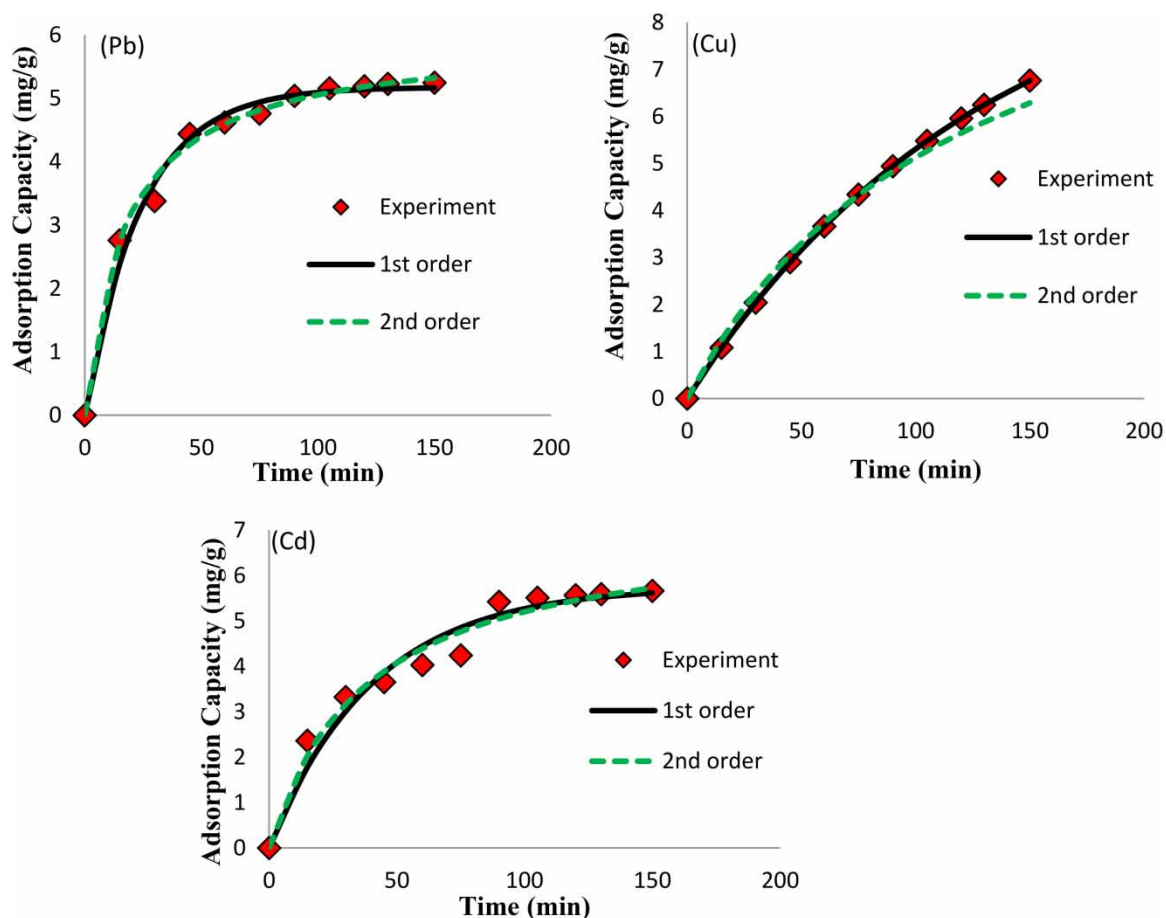 (Pb)
Adsorption Capacity (mg/g)
6
5
4
3
2
1
0
0
50
100
150
200
Time (min)
Experiment
1st order
2nd order
(Cu)
Adsorption Capacity (mg/g)
8
7
6
5
4
3
2
1
0
0
50
100
150
200
Time (min)
Experiment
1st order
2nd order
(Cd)
Adsorption Capacity (mg/g)
7
6
5
4
3
2
1
0
0
50
100
150
200
Time (min)
Experiment
1st order
2nd order